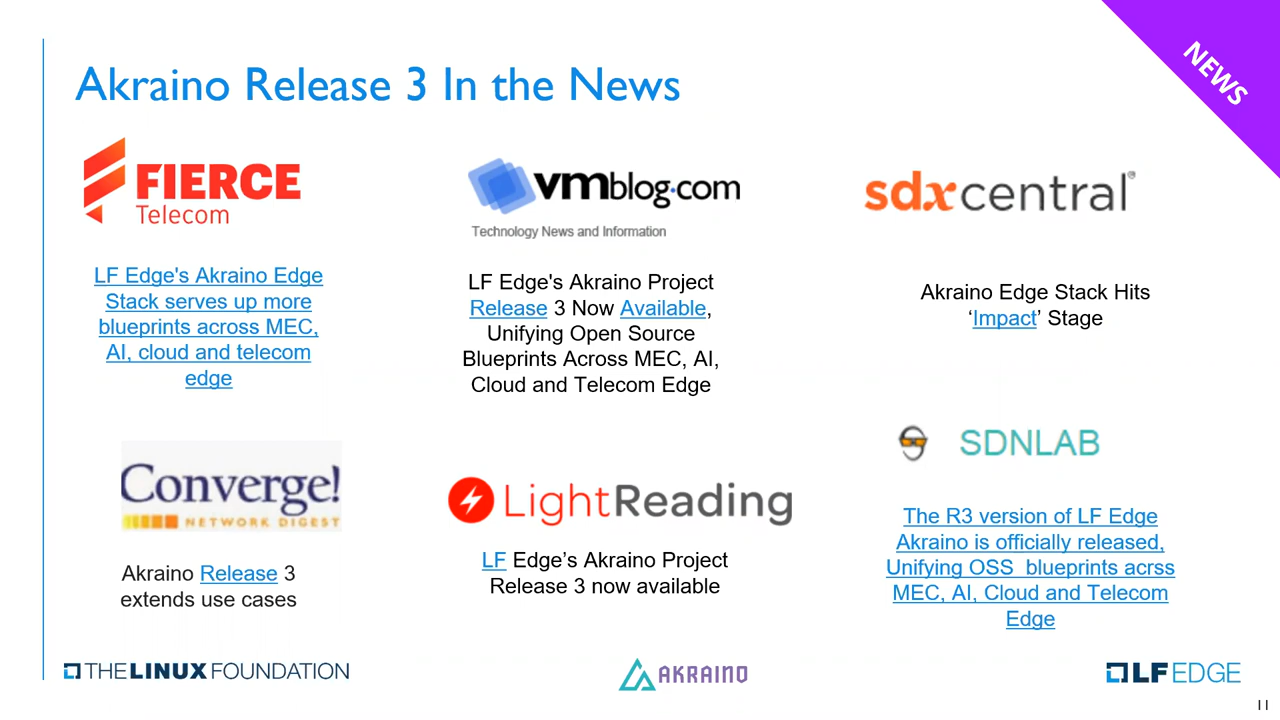 Akraino Release 3 In the News
NEWS
FIERCE
Telecom
LF Edge's Akraino Edge
Stack serves up more
blueprints across MEC,
AI, cloud and telecom
edge
vmblog.com
Technology News and Information
LF Edge's Akraino Project
Release 3 Now Available,
Unifying Open Source
Blueprints Across MEC, AI,
Cloud and Telecom Edge
sdxcentral®
Akraino Edge Stack Hits
‘Impact’ Stage
Converge!
NETWORK DIGEST
Akraino Release 3
extends use cases
LightReading
LF Edge’s Akraino Project
Release 3 now available
SDNLAB
The R3 version of LF Edge
Akraino is officially released,
Unifying OSS  blueprints acrss
MEC, AI, Cloud and Telecom
Edge
THE LINUX FOUNDATION
AKRAINO
LF EDGE
11